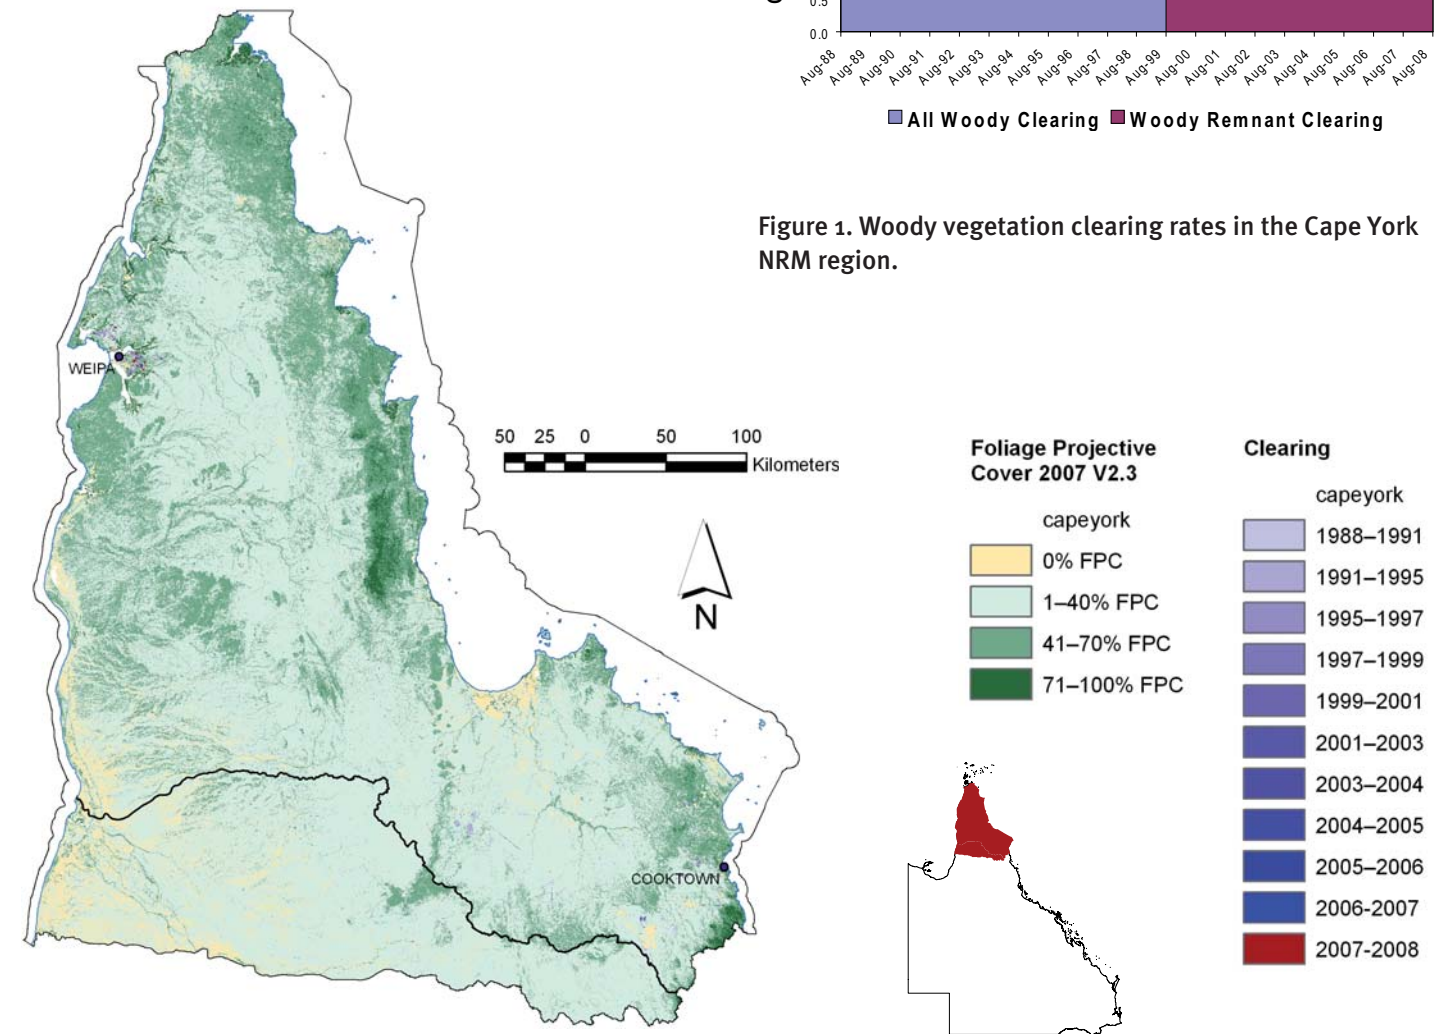 0.5
0.0
Aug-88 Aug-89 Aug-90 Aug-91 Aug-92 Aug-93 Aug-94 Aug-95 Aug-96 Aug-97 Aug-98 Aug-99 Aug-00 Aug-01 Aug-02 Aug-03 Aug-04 Aug-05 Aug-06 Aug-07 Aug-08
All Woody Clearing Woody Remnant Clearing
Figure 1. Woody vegetation clearing rates in the Cape York
NRM region.
WEIPA
50 25 0 50 100
Kilometers
N
COOKTOWN
Foliage Projective
Cover 2007 V2.3
capeyork
0% FPC
1–40% FPC
41–70% FPC
71–100% FPC
Clearing
capeyork
1988–1991
1991–1995
1995–1997
1997–1999
1999–2001
2001–2003
2003–2004
2004–2005
2005–2006
2006-2007
2007-2008